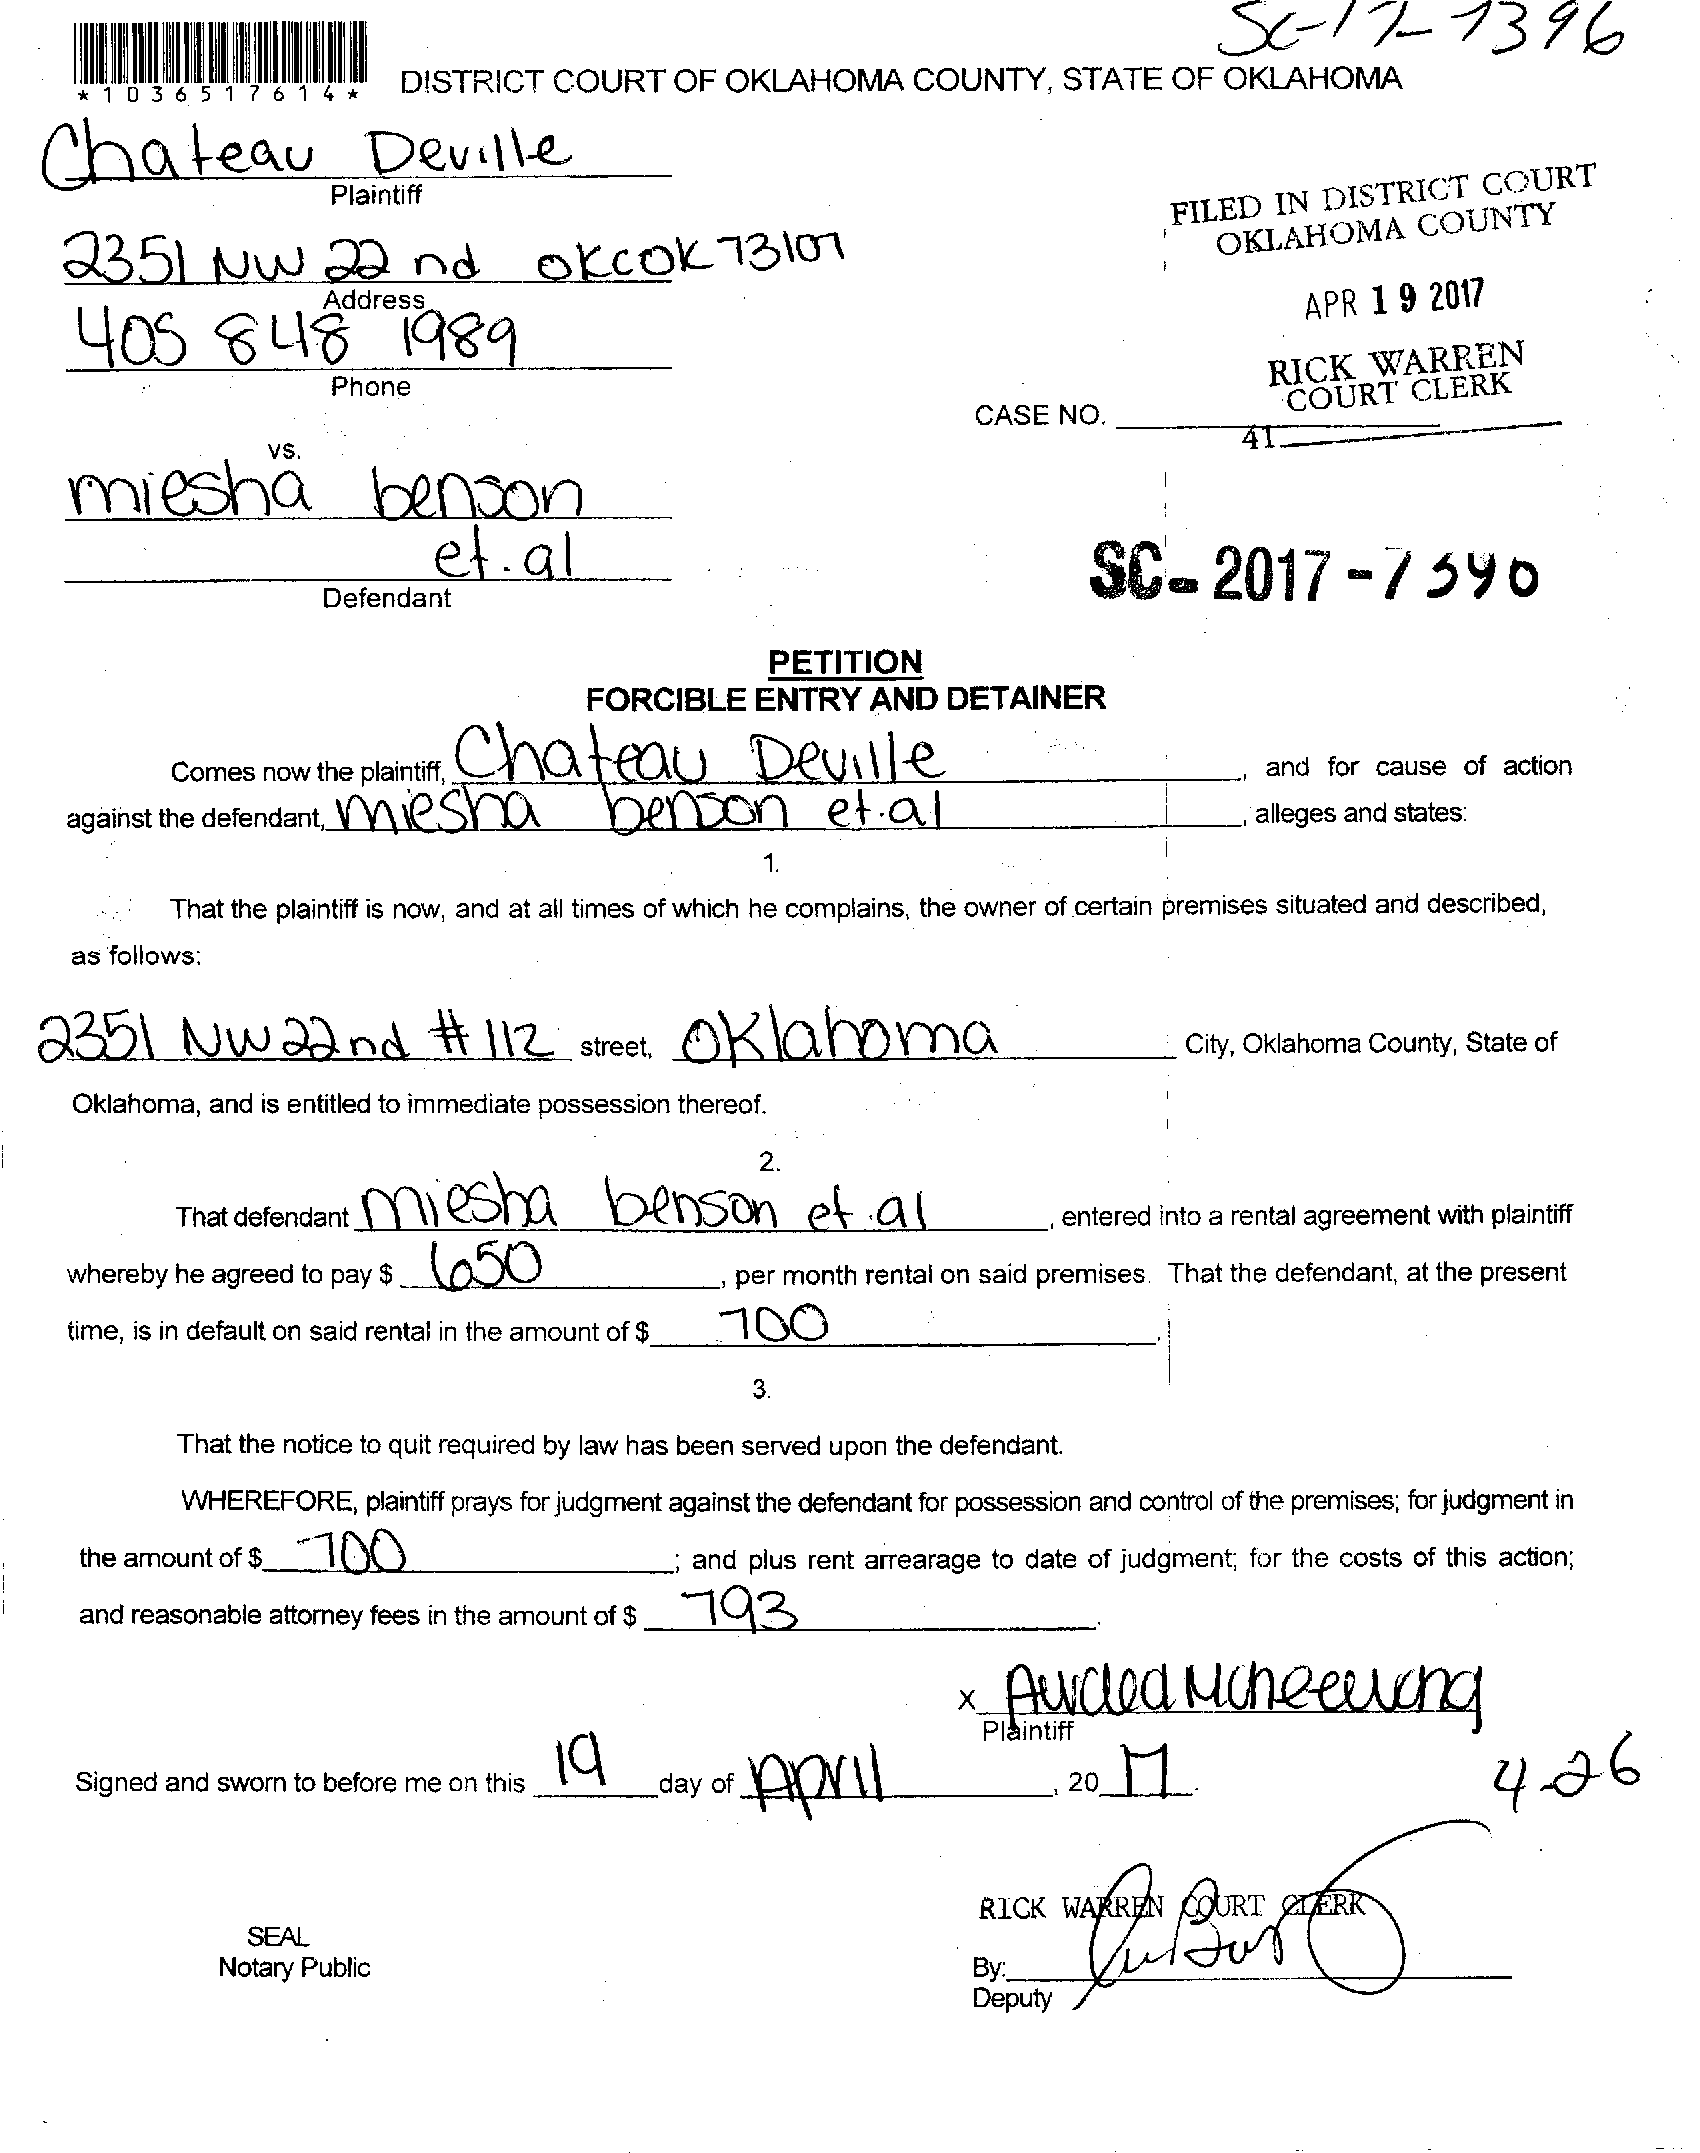 SC-17-7396
*1036517614*
DISTRICT COURT OF OKLAHOMA COUNTY, STATE OF OKLAHOMA
Chateau Deville
Plaintiff
FILED IN DISTRICT COURT
OKLAHOMA COUNTY
2351 NW 22nd OKC OK 73107
Address
APR 19 2017
405 848 1989
Phone
RICK WARREN
COURT CLERK
CASE NO.
41
vs.
miesha benson
et.al
Defendant
SC-2017-
PETITION
FORCIBLE ENTRY AND DETAINER
Comes now the plaintiff, Chateau Deville, and for cause of action
against the defendant, miesha benson et.al, alleges and states:
1.
That the plaintiff is now, and at all times of which he complains, the owner of certain premises situated and described,
as follows:
2351 NW 22nd #112 street, Oklahoma City, Oklahoma County, State of
Oklahoma, and is entitled to immediate possession thereof.
2.
That defendant miesha benson et.al, entered into a rental agreement with plaintiff
whereby he agreed to pay $ 650, per month rental on said premises. That the defendant, at the present
time, is in default on said rental in the amount of $ 700.
3.
That the notice to quit required by law has been served upon the defendant.
WHEREFORE, plaintiff prays for judgment against the defendant for possession and control of the premises; for judgment in
the amount of $ 700; and plus rent arrearage to date of judgment; for the costs of this action;
and reasonable attorney fees in the amount of $ 793.
x
Plaintiff
Signed and sworn to before me on this 19 day of April, 2017.
4-26
RICK WARREN COURT CLERK
SEAL
Notary Public
By:
Deputy